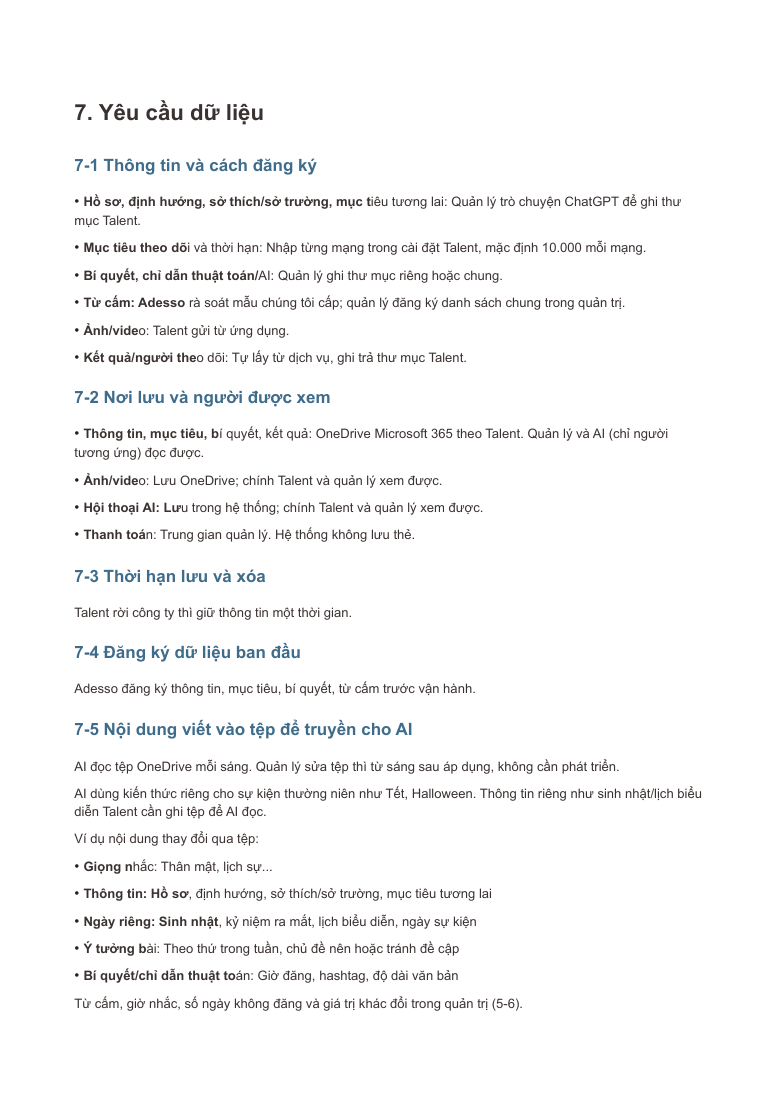 7. Yêu cầu dữ liệu
7-1 Thông tin và cách đăng ký
• Hồ sơ, định hướng, sở thích/sở trường, mục tiêu tương lai: Quản lý trò chuyện ChatGPT để ghi thư
mục Talent.
• Mục tiêu theo dõi và thời hạn: Nhập từng mạng trong cài đặt Talent, mặc định 10.000 mỗi mạng.
• Bí quyết, chỉ dẫn thuật toán/AI: Quản lý ghi thư mục riêng hoặc chung.
• Từ cấm: Adesso rà soát mẫu chúng tôi cấp; quản lý đăng ký danh sách chung trong quản trị.
• Ảnh/video: Talent gửi từ ứng dụng.
• Kết quả/người theo dõi: Tự lấy từ dịch vụ, ghi trả thư mục Talent.
7-2 Nơi lưu và người được xem
• Thông tin, mục tiêu, bí quyết, kết quả: OneDrive Microsoft 365 theo Talent. Quản lý và AI (chỉ người
tương ứng) đọc được.
• Ảnh/video: Lưu OneDrive; chính Talent và quản lý xem được.
• Hội thoại AI: Lưu trong hệ thống; chính Talent và quản lý xem được.
• Thanh toán: Trung gian quản lý. Hệ thống không lưu thẻ.
7-3 Thời hạn lưu và xóa
Talent rời công ty thì giữ thông tin một thời gian.
7-4 Đăng ký dữ liệu ban đầu
Adesso đăng ký thông tin, mục tiêu, bí quyết, từ cấm trước vận hành.
7-5 Nội dung viết vào tệp để truyền cho AI
AI đọc tệp OneDrive mỗi sáng. Quản lý sửa tệp thì từ sáng sau áp dụng, không cần phát triển.
AI dùng kiến thức riêng cho sự kiện thường niên như Tết, Halloween. Thông tin riêng như sinh nhật/lịch biểu
diễn Talent cần ghi tệp để AI đọc.
Ví dụ nội dung thay đổi qua tệp:
• Giọng nhắc: Thân mật, lịch sự...
• Thông tin: Hồ sơ, định hướng, sở thích/sở trường, mục tiêu tương lai
• Ngày riêng: Sinh nhật, kỷ niệm ra mắt, lịch biểu diễn, ngày sự kiện
• Ý tưởng bài: Theo thứ trong tuần, chủ đề nên hoặc tránh đề cập
• Bí quyết/chỉ dẫn thuật toán: Giờ đăng, hashtag, độ dài văn bản
Từ cấm, giờ nhắc, số ngày không đăng và giá trị khác đổi trong quản trị (5-6).